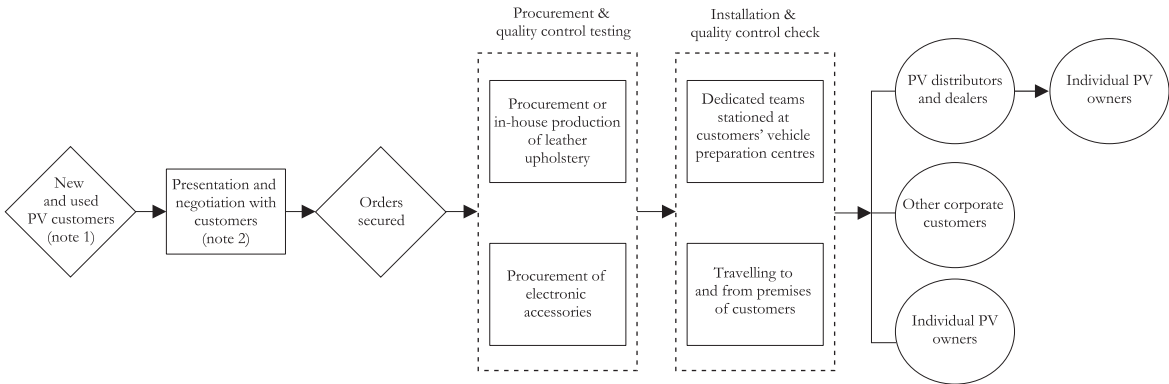 New
and used
PV customers
(note 1)
Presentation and
negotiation with
customers
(note 2)
Orders
secured
Procurement &
quality control testing
Procurement or
in-house production
of leather
upholstery
Procurement of
electronic
accessories
Installation &
quality control check
Dedicated teams
stationed at
customers’ vehicle
preparation centres
Travelling to
and from premises
of customers
PV distributors
and dealers
Individual PV
owners
Other corporate
customers
Individual PV
owners